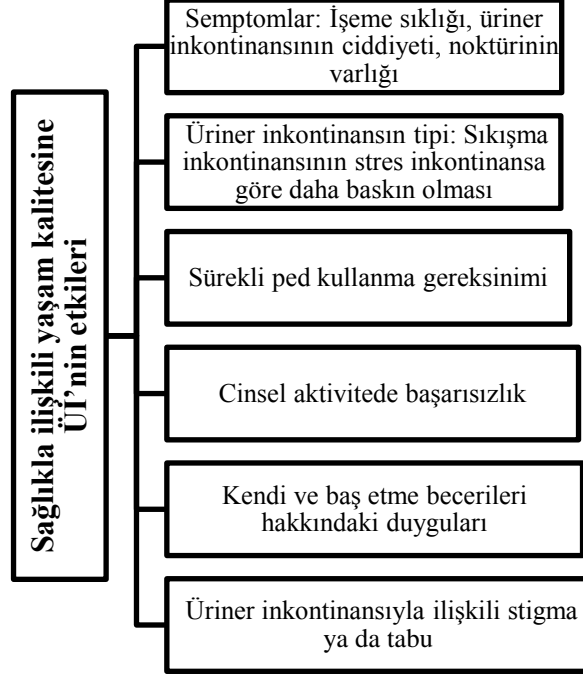 Sağlıkla ilişkili yaşam kalitesine
Üİ’nin etkileri
Semptomlar: İşeme sıklığı, üriner
inkontinansının ciddiyeti, noktürinin
varlığı
Üriner inkontinansın tipi: Sıkışma
inkontinansının stres inkontinansa
göre daha baskın olması
Sürekli ped kullanma gereksinimi
Cinsel aktivitede başarısızlık
Kendi ve baş etme becerileri
hakkındaki duyguları
Üriner inkontinansıyla ilişkili stigma
ya da tabu